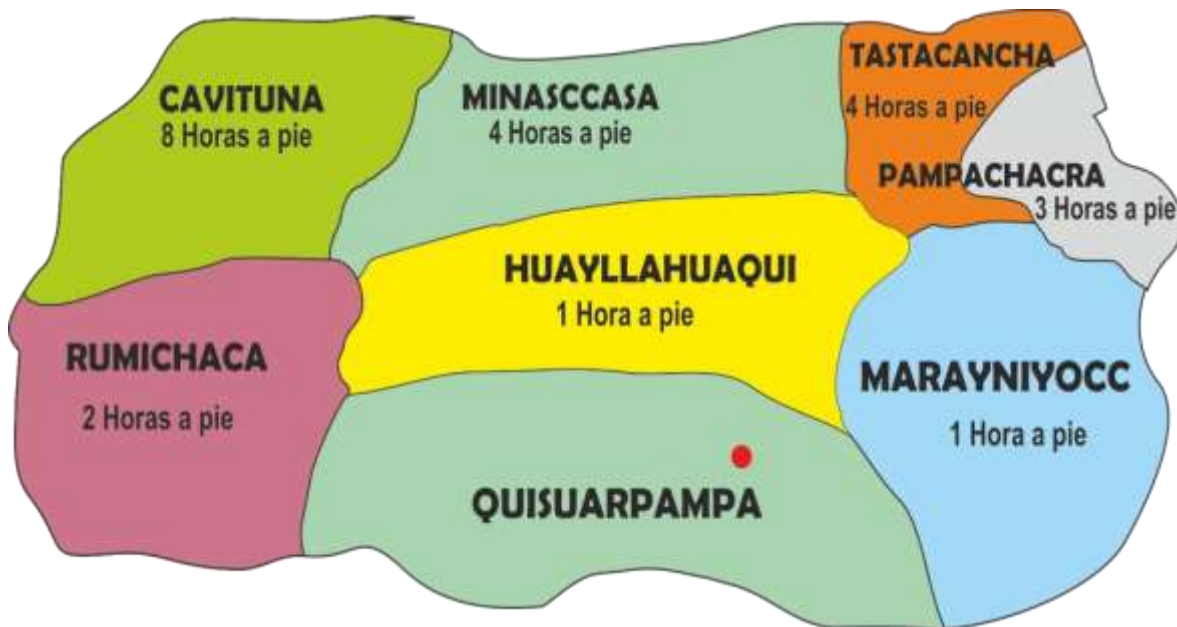 CAVITUNA
8 Horas a pie
MINASCCASA
4 Horas a pie
TASTACANCHA
4 Horas a pie
PAMPACHACRA
3 Horas a pie
HUAYLLAHUAQUI
1 Hora a pie
RUMICHACA
2 Horas a pie
MARAYNIYOCC
1 Hora a pie
QUISUARPAMPA